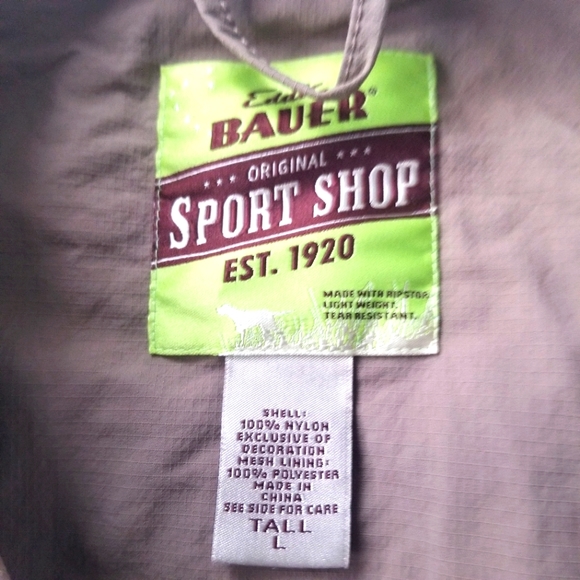 Eddie
BAUER®
*** ORIGINAL ***
SPORT SHOP
EST. 1920
MADE WITH RIPSTOP.
LIGHT WEIGHT.
TEAR RESISTANT.
SHELL:
100% NYLON
EXCLUSIVE OF
DECORATION
MESH LINING:
100% POLYESTER
MADE IN
CHINA
SEE SIDE FOR CARE
TALL
L